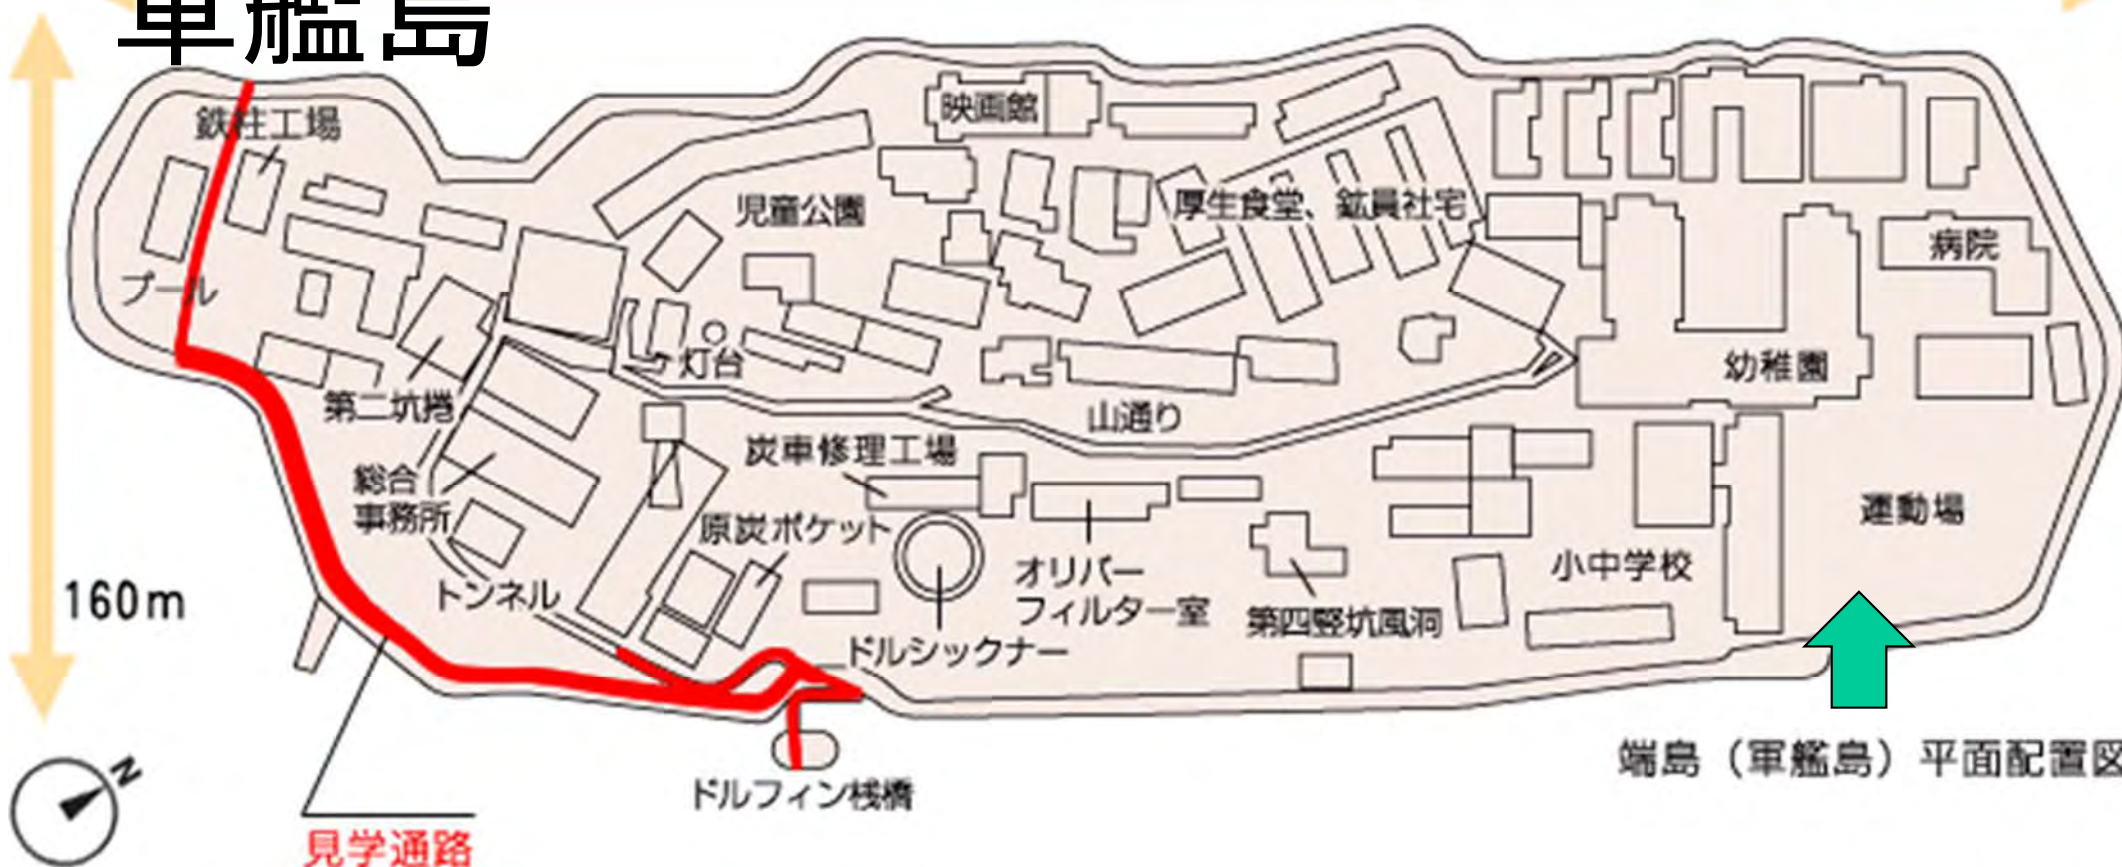 軍艦島
鉄柱工場
映画館
児童公園
厚生食堂、鉱員社宅
病院
プール
灯台
幼稚園
第二坑捲
山通り
炭車修理工場
総合
事務所
原炭ポケット
運動場
オリバー
フィルター室
小中学校
トンネル
160m
第四竪坑風洞
ドルシックナー
端島（軍艦島）平面配置図
N
ドルフィン桟橋
見学通路